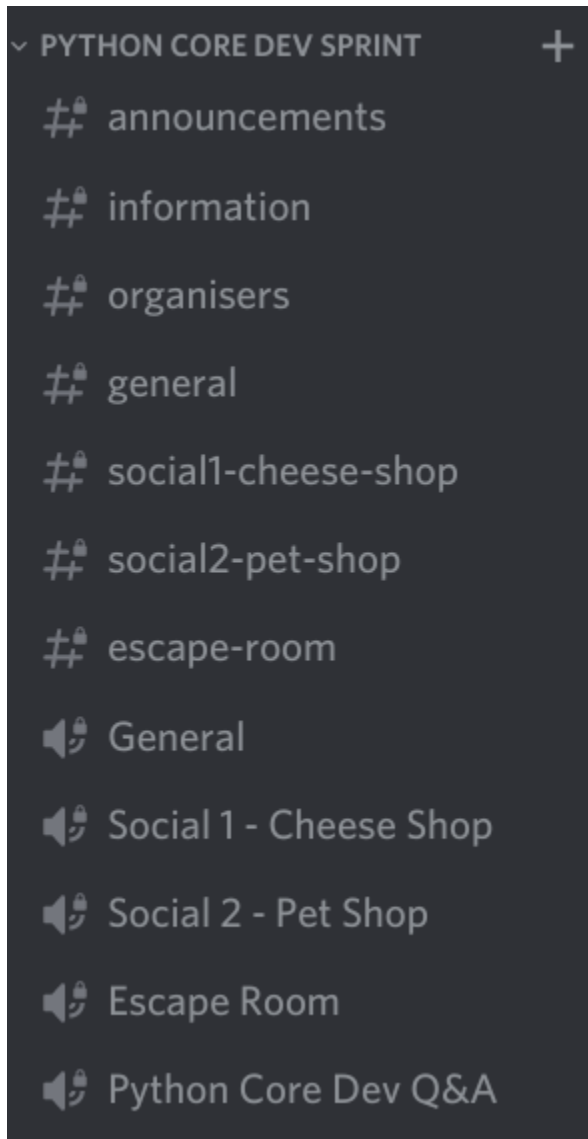 PYTHON CORE DEV SPRINT
announcements
information
organisers
general
social1-cheese-shop
social2-pet-shop
escape-room
General
Social 1 - Cheese Shop
Social 2 - Pet Shop
Escape Room
Python Core Dev Q&A